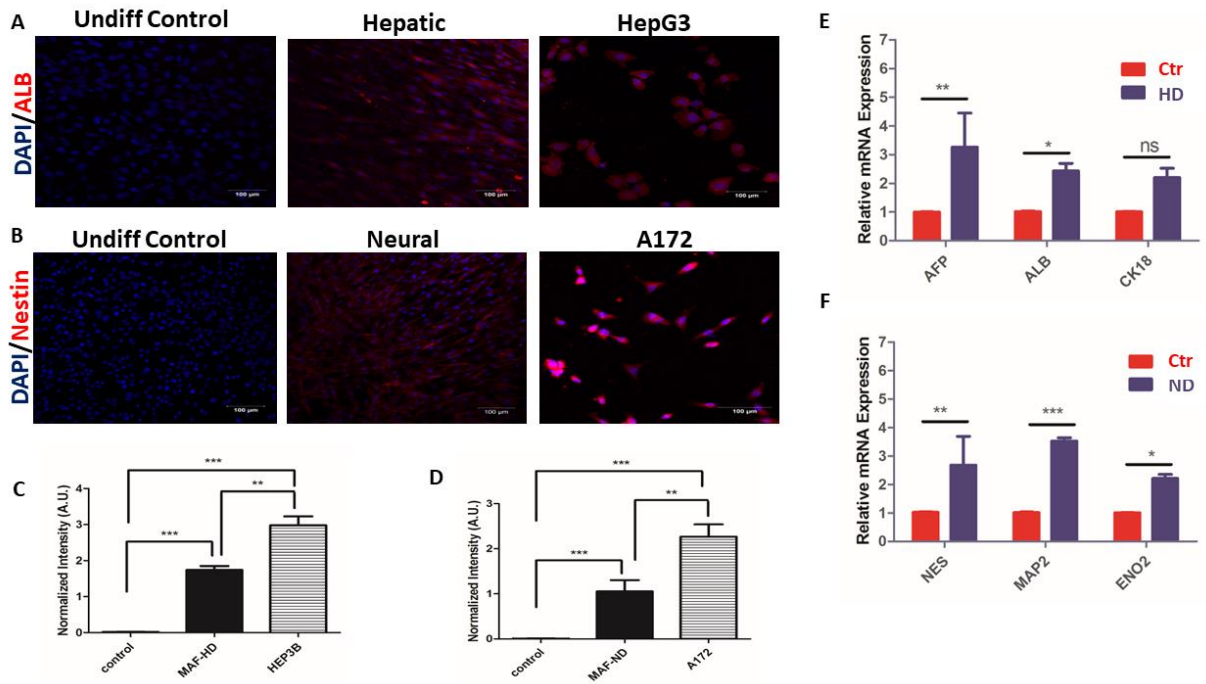 A
Undiff Control
Hepatic
HepG3
DAPI/ALB
100 µm
100 µm
100 µm
B
Undiff Control
Neural
A172
DAPI/Nestin
100 µm
100 µm
100 µm
C
Normalized Intensity (A.U.)
4
3
2
1
0
***
**
***
control
MAF-HD
HEP3B
D
Normalized Intensity (A.U.)
3
2
1
0
***
**
***
control
MAF-ND
A172
E
Relative mRNA Expression
7
6
5
4
3
2
1
0
Ctr
HD
**
*
ns
AFP
ALB
CK18
F
Relative mRNA Expression
7
6
5
4
3
2
1
0
Ctr
ND
**
***
*
NES
MAP2
ENO2